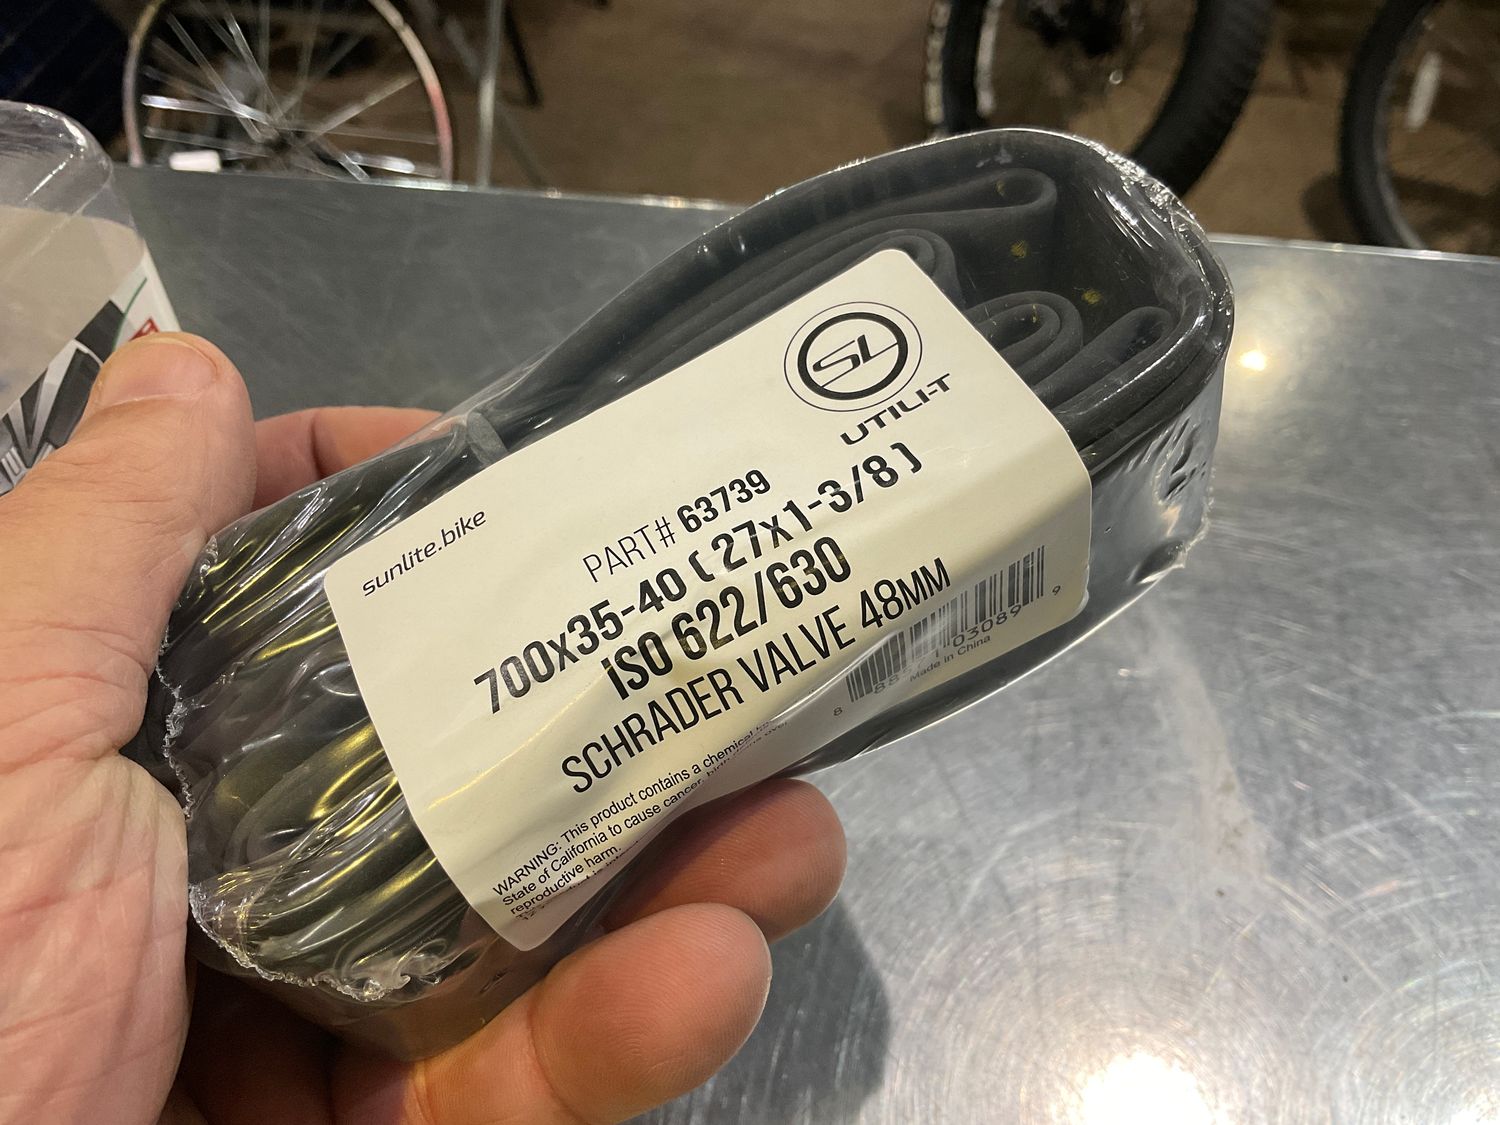 SL
UTILI-T
sunlite.bike
PART# 63739
700x35-40 ( 27x1-3/8 )
ISO 622/630
SCHRADER VALVE 48MM
Made in China
WARNING: This product contains a chemical
State of California to cause cancer,
reproductive harm.